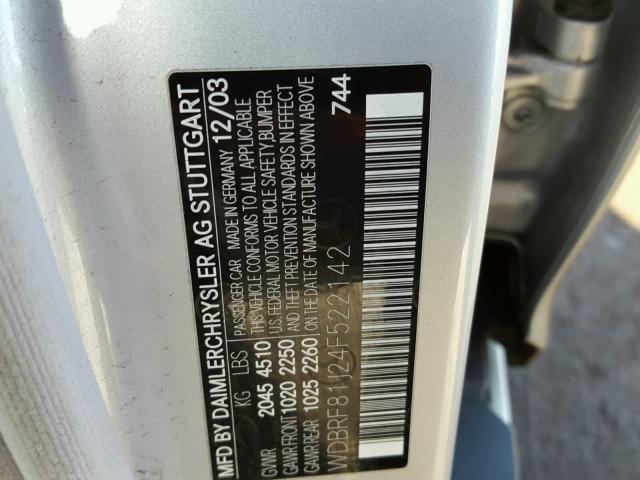 MFD BY DAIMLERCHRYSLER AG STUTTGART
KG LBS PASSENGER CAR MADE IN GERMANY 12/03
GVWR 2045 4510 THIS VEHICLE CONFORMS TO ALL APPLICABLE
GAWR FRONT 1020 2250 U.S. FEDERAL MOTOR VEHICLE SAFETY, BUMPER
GAWR REAR 1025 2260 AND THEFT PREVENTION STANDARDS IN EFFECT
ON THE DATE OF MANUFACTURE SHOWN ABOVE
744
WDBRF81J24F522142